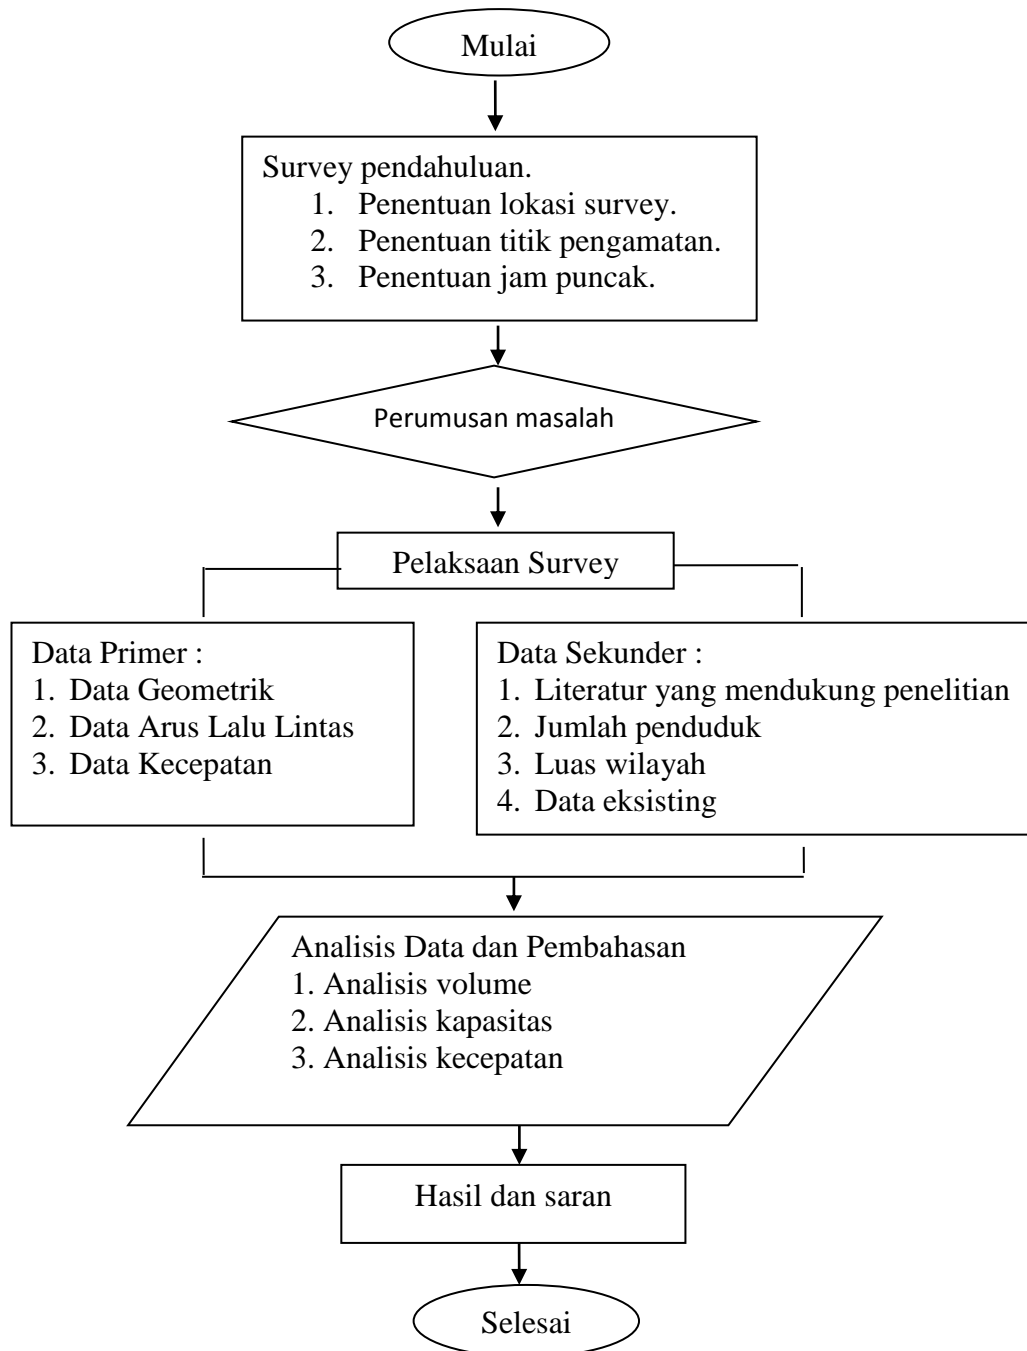 Mulai
Survey pendahuluan.
1. Penentuan lokasi survey.
2. Penentuan titik pengamatan.
3. Penentuan jam puncak.
Perumusan masalah
Pelaksaan Survey
Data Primer :
1. Data Geometrik
2. Data Arus Lalu Lintas
3. Data Kecepatan
Data Sekunder :
1. Literatur yang mendukung penelitian
2. Jumlah penduduk
3. Luas wilayah
4. Data eksisting
Analisis Data dan Pembahasan
1. Analisis volume
2. Analisis kapasitas
3. Analisis kecepatan
Hasil dan saran
Selesai